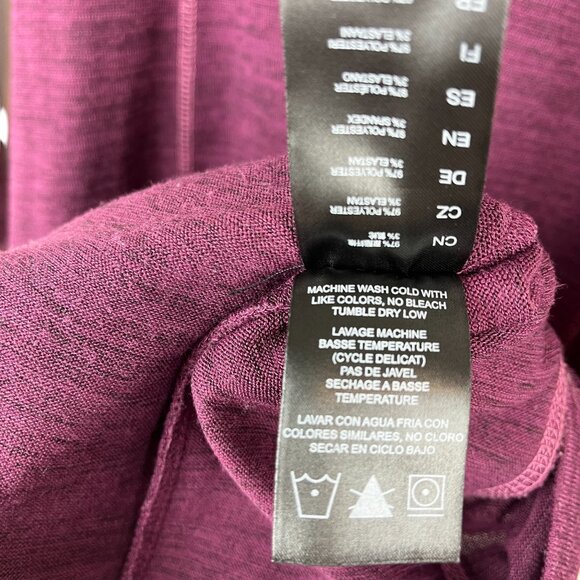 FI
97% POLYESTER
3% ELASTAANI
ES
97% POLIÉSTER
3% ELASTANO
EN
97% POLYESTER
3% SPANDEX
DE
97% POLYESTER
3% ELASTAN
CZ
97% POLYESTER
3% ELASTAN
CN
MACHINE WASH COLD WITH
LIKE COLORS, NO BLEACH
TUMBLE DRY LOW
LAVAGE MACHINE
BASSE TEMPERATURE
(CYCLE DELICAT)
PAS DE JAVEL
SECHAGE A BASSE
TEMPERATURE
LAVAR CON AGUA FRIA CON
COLORES SIMILARES, NO CLORO
SECAR EN CICLO BAJO